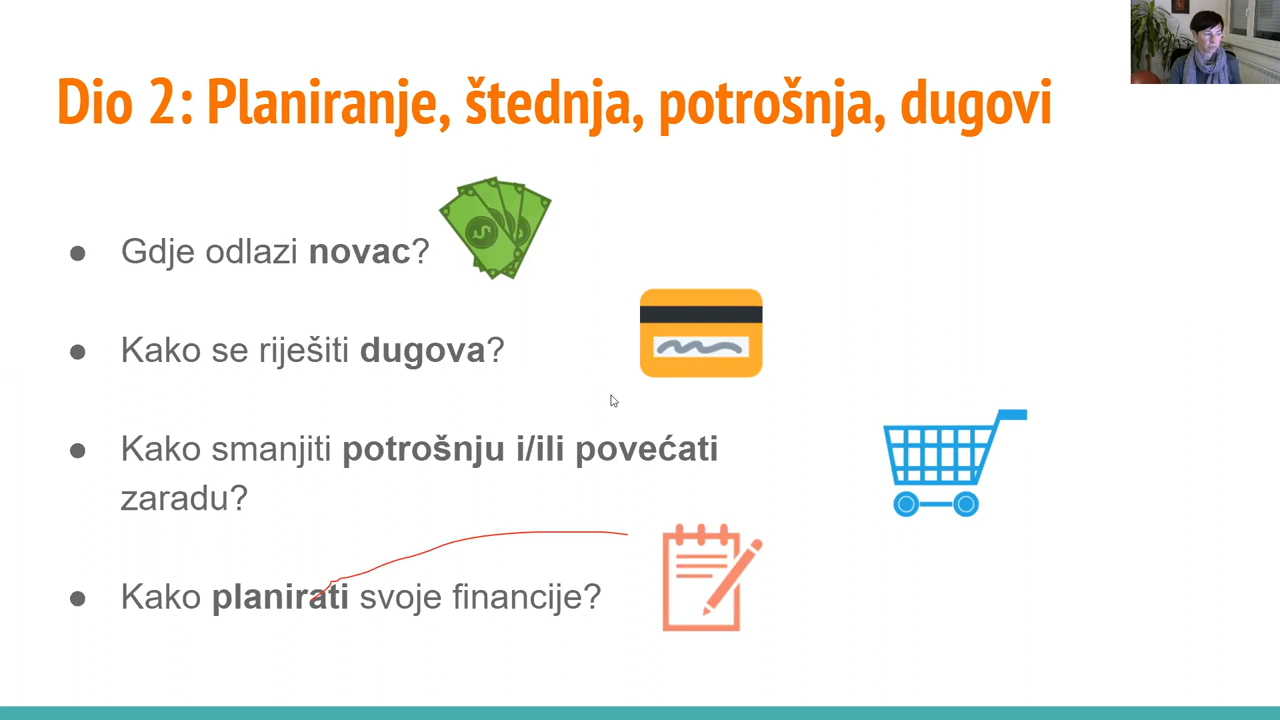 Dio 2: Planiranje, štednja, potrošnja, dugovi
● Gdje odlazi novac?
● Kako se riješiti dugova?
● Kako smanjiti potrošnju i/ili povećati
zaradu?
● Kako planirati svoje financije?